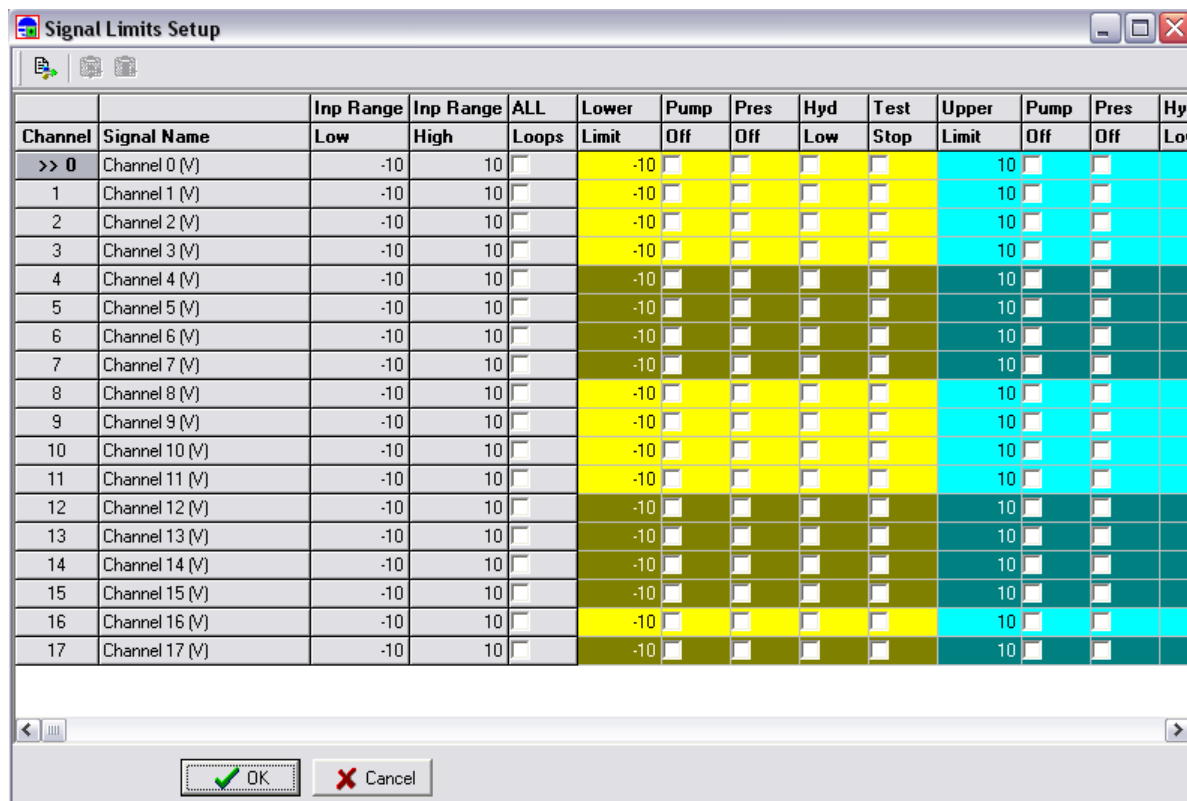 Signal Limits Setup
Inp Range Inp Range ALL Lower Pump Pres Hyd Test Upper Pump Pres Hy
Channel Signal Name Low High Loops Limit Off Off Low Stop Limit Off Off Lo
>> 0 Channel 0 (V) -10 10 -10 10
1 Channel 1 (V) -10 10 -10 10
2 Channel 2 (V) -10 10 -10 10
3 Channel 3 (V) -10 10 -10 10
4 Channel 4 (V) -10 10 -10 10
5 Channel 5 (V) -10 10 -10 10
6 Channel 6 (V) -10 10 -10 10
7 Channel 7 (V) -10 10 -10 10
8 Channel 8 (V) -10 10 -10 10
9 Channel 9 (V) -10 10 -10 10
10 Channel 10 (V) -10 10 -10 10
11 Channel 11 (V) -10 10 -10 10
12 Channel 12 (V) -10 10 -10 10
13 Channel 13 (V) -10 10 -10 10
14 Channel 14 (V) -10 10 -10 10
15 Channel 15 (V) -10 10 -10 10
16 Channel 16 (V) -10 10 -10 10
17 Channel 17 (V) -10 10 -10 10
OK Cancel